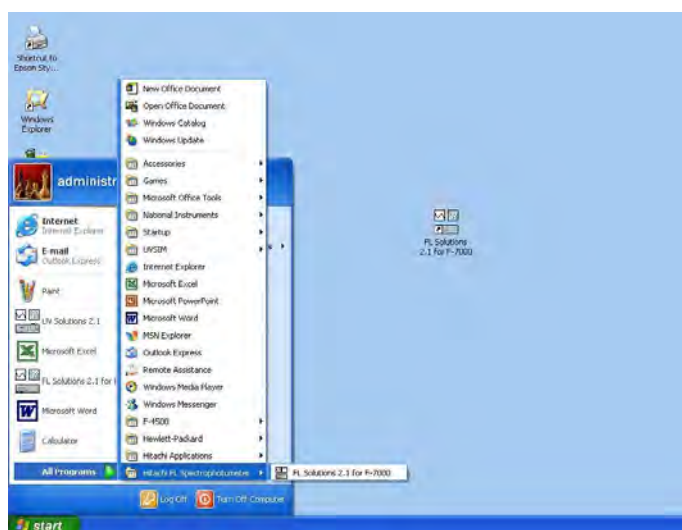 Shortcut to
Epson Sty...
Windows
Explorer
administr
Internet
Internet Explorer
E-mail
Outlook Express
Paint
UV Solutions 2.1
Microsoft Excel
FL Solutions 2.1 for
Microsoft Word
Calculator
All Programs
New Office Document
Open Office Document
Windows Catalog
Windows Update
Accessories
Games
Microsoft Office Tools
National Instruments
Startup
UVSIM
Internet Explorer
Microsoft Excel
Microsoft PowerPoint
Microsoft Word
MSN Explorer
Outlook Express
Remote Assistance
Windows Media Player
Windows Messenger
F-4500
Hewlett-Packard
Hitachi Applications
Hitachi FL Spectrophotometer
FL Solutions 2.1 for F-7000
FL Solutions
2.1 for F-7000
Log Off
Turn Off Computer
start